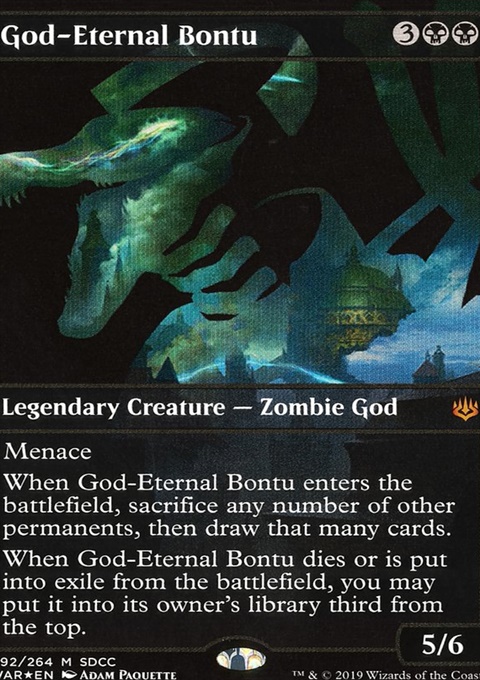 God-Eternal Bontu 3
Legendary Creature — Zombie God
Menace
When God-Eternal Bontu enters the
battlefield, sacrifice any number of other
permanents, then draw that many cards.
When God-Eternal Bontu dies or is put
into exile from the battlefield, you may
put it into its owner's library third from
the top.
5/6
92/264 M SDCC
WAR★EN ADAM PAQUETTE
™ & © 2019 Wizards of the Coast